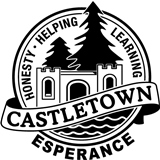 HONESTY · HELPING LEARNING
CASTLETOWN
ESPERANCE